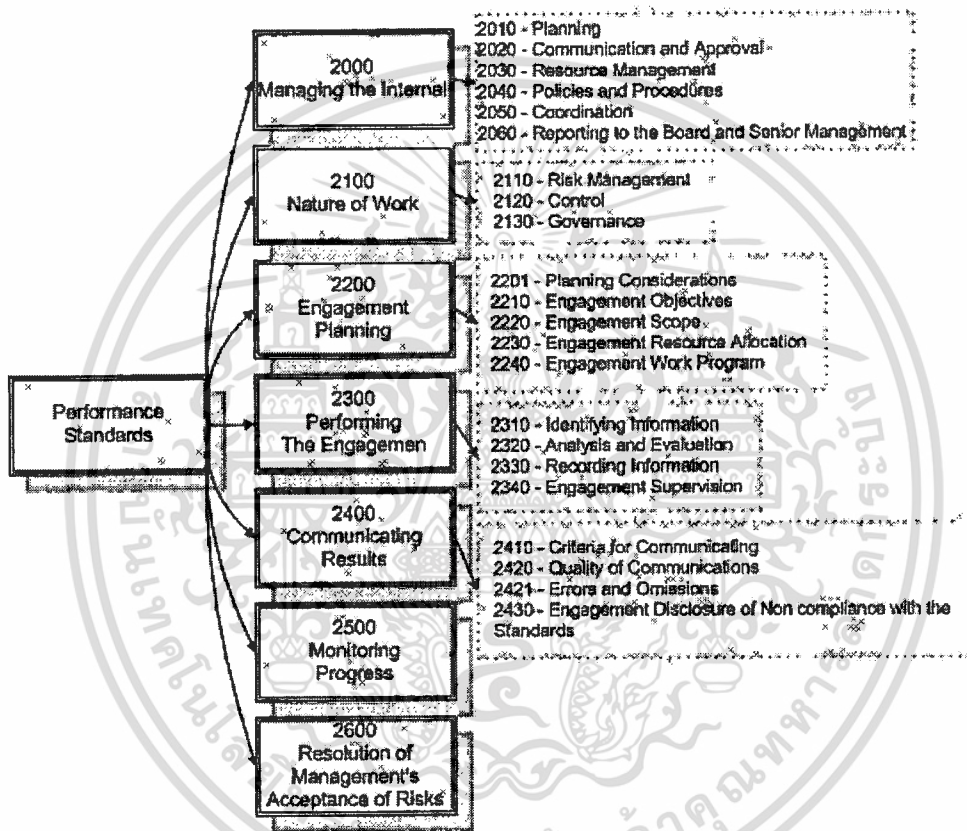 Performance
Standards
2000
Managing the Internal
2010 - Planning
2020 - Communication and Approval
2030 - Resource Management
2040 - Policies and Procedures
2050 - Coordination
2060 - Reporting to the Board and Senior Management
2100
Nature of Work
2110 - Risk Management
2120 - Control
2130 - Governance
2200
Engagement
Planning
2201 - Planning Considerations
2210 - Engagement Objectives
2220 - Engagement Scope
2230 - Engagement Resource Allocation
2240 - Engagement Work Program
2300
Performing
The Engagemen
2310 - Identifying Information
2320 - Analysis and Evaluation
2330 - Recording Information
2340 - Engagement Supervision
2400
Communicating
Results
2410 - Criteria for Communicating
2420 - Quality of Communications
2421 - Errors and Omissions
2430 - Engagement Disclosure of Non compliance with the
Standards
2500
Monitoring
Progress
2600
Resolution of
Management's
Acceptance of Risks